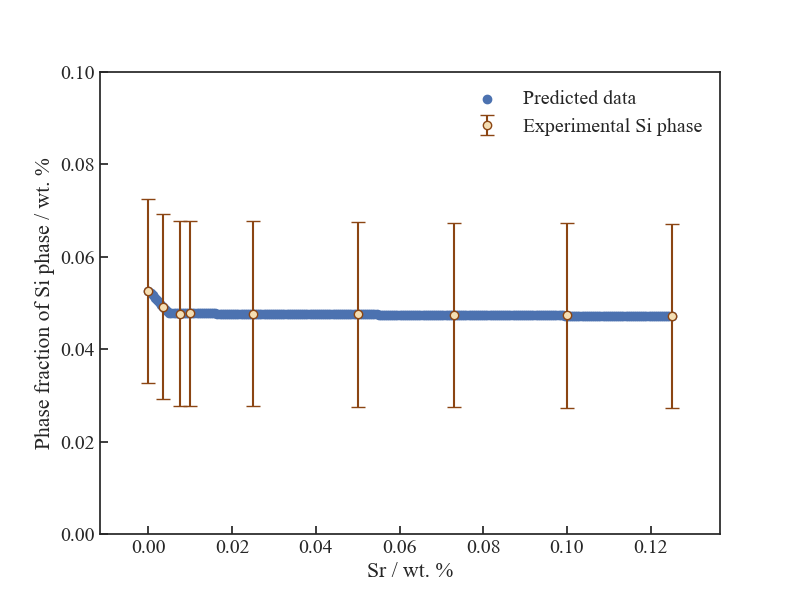 Predicted data
Experimental Si phase
Phase fraction of Si phase / wt. %
0.10
0.08
0.06
0.04
0.02
0.00
0.00 0.02 0.04 0.06 0.08 0.10 0.12
Sr / wt. %